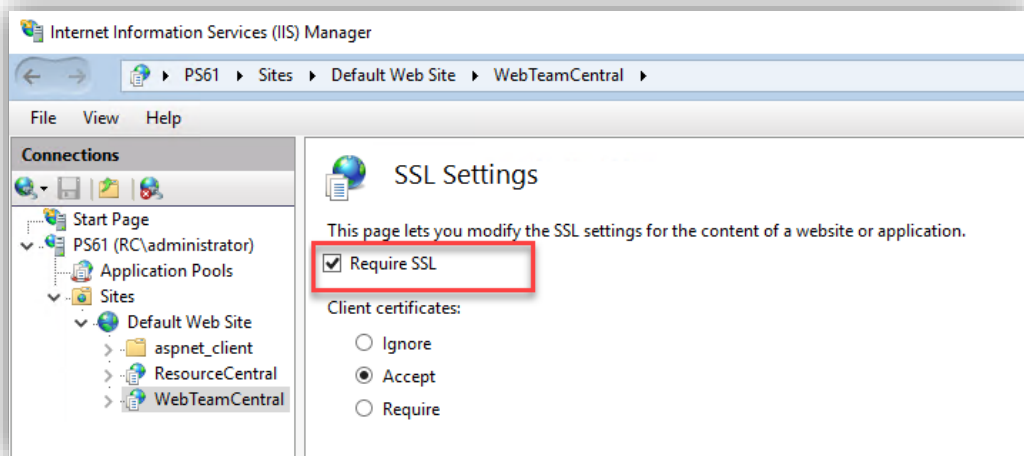 Internet Information Services (IIS) Manager
PS61 Sites Default Web Site WebTeamCentral
File View Help
Connections
Start Page
PS61 (RC\administrator)
Application Pools
Sites
Default Web Site
aspnet_client
ResourceCentral
WebTeamCentral
SSL Settings
This page lets you modify the SSL settings for the content of a website or application.
Require SSL
Client certificates:
Ignore
Accept
Require